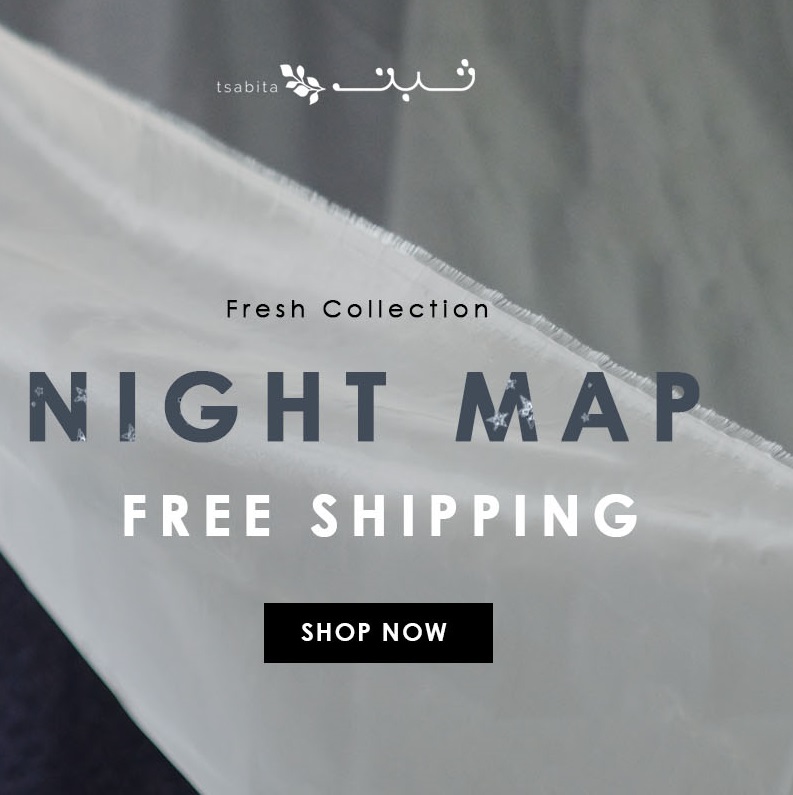 tsabita ثبت
Fresh Collection
NIGHT MAP
FREE SHIPPING
SHOP NOW